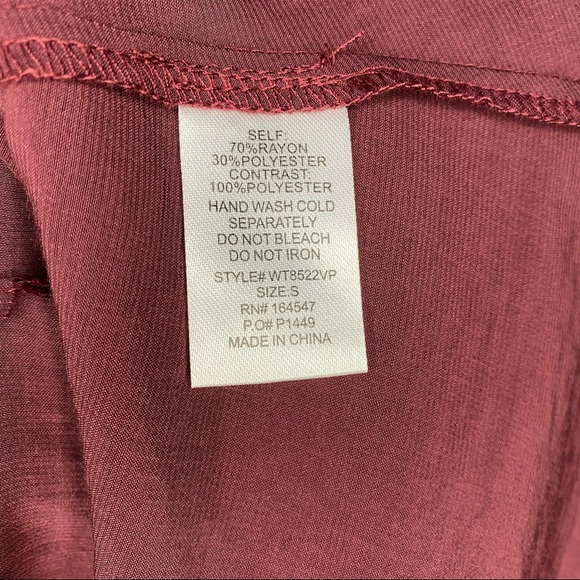 SELF:
70%RAYON
30%POLYESTER
CONTRAST:
100%POLYESTER
HAND WASH COLD
SEPARATELY
DO NOT BLEACH
DO NOT IRON
STYLE# WT8522VP
SIZE:S
RN# 164547
P.O# P1449
MADE IN CHINA